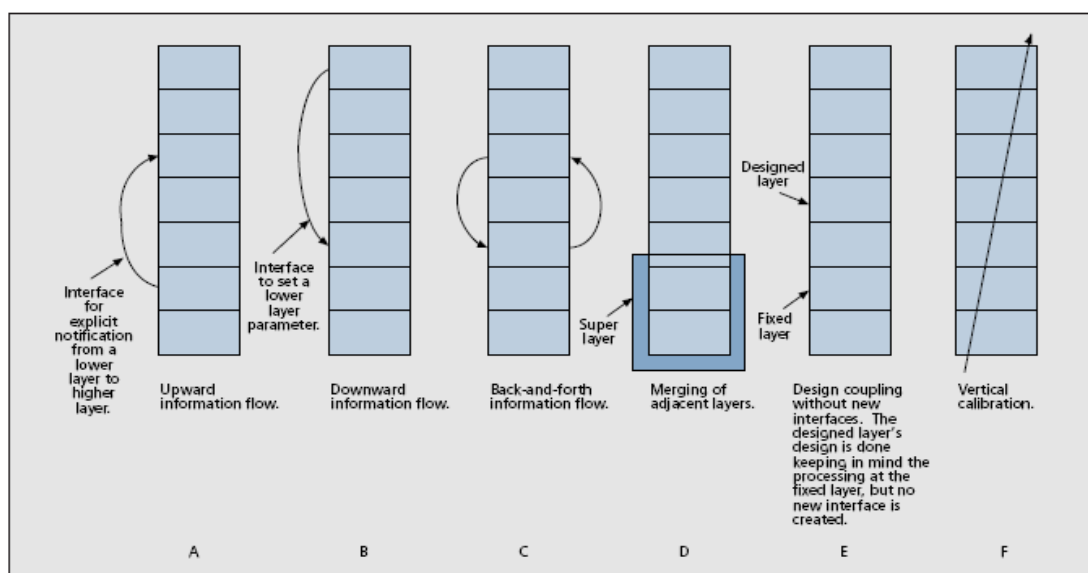 Interface
for
explicit
notification
from a
lower
layer to
higher
layer.
Upward
information flow.
A
Interface
to set a
lower
layer
parameter.
Downward
information flow.
B
Back-and-forth
information flow.
C
Super
layer
Merging of
adjacent layers.
D
Designed
layer
Fixed
layer
Design coupling
without new
interfaces. The
designed layer's
design is done
keeping in mind the
processing at the
fixed layer, but no
new interface is
created.
E
Vertical
calibration.
F